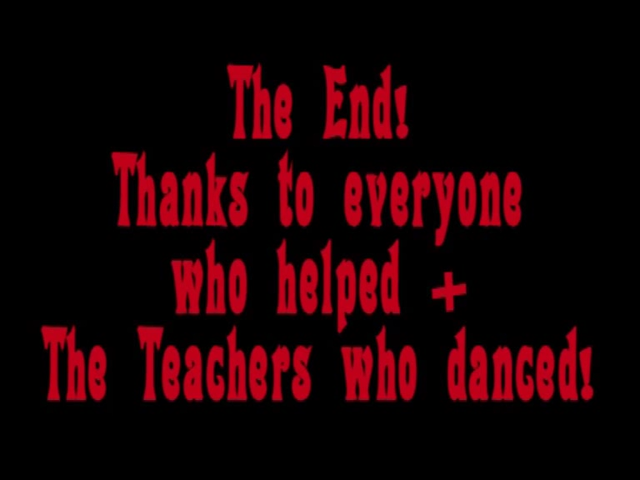 The End!
Thanks to everyone
who helped +
The Teachers who danced!